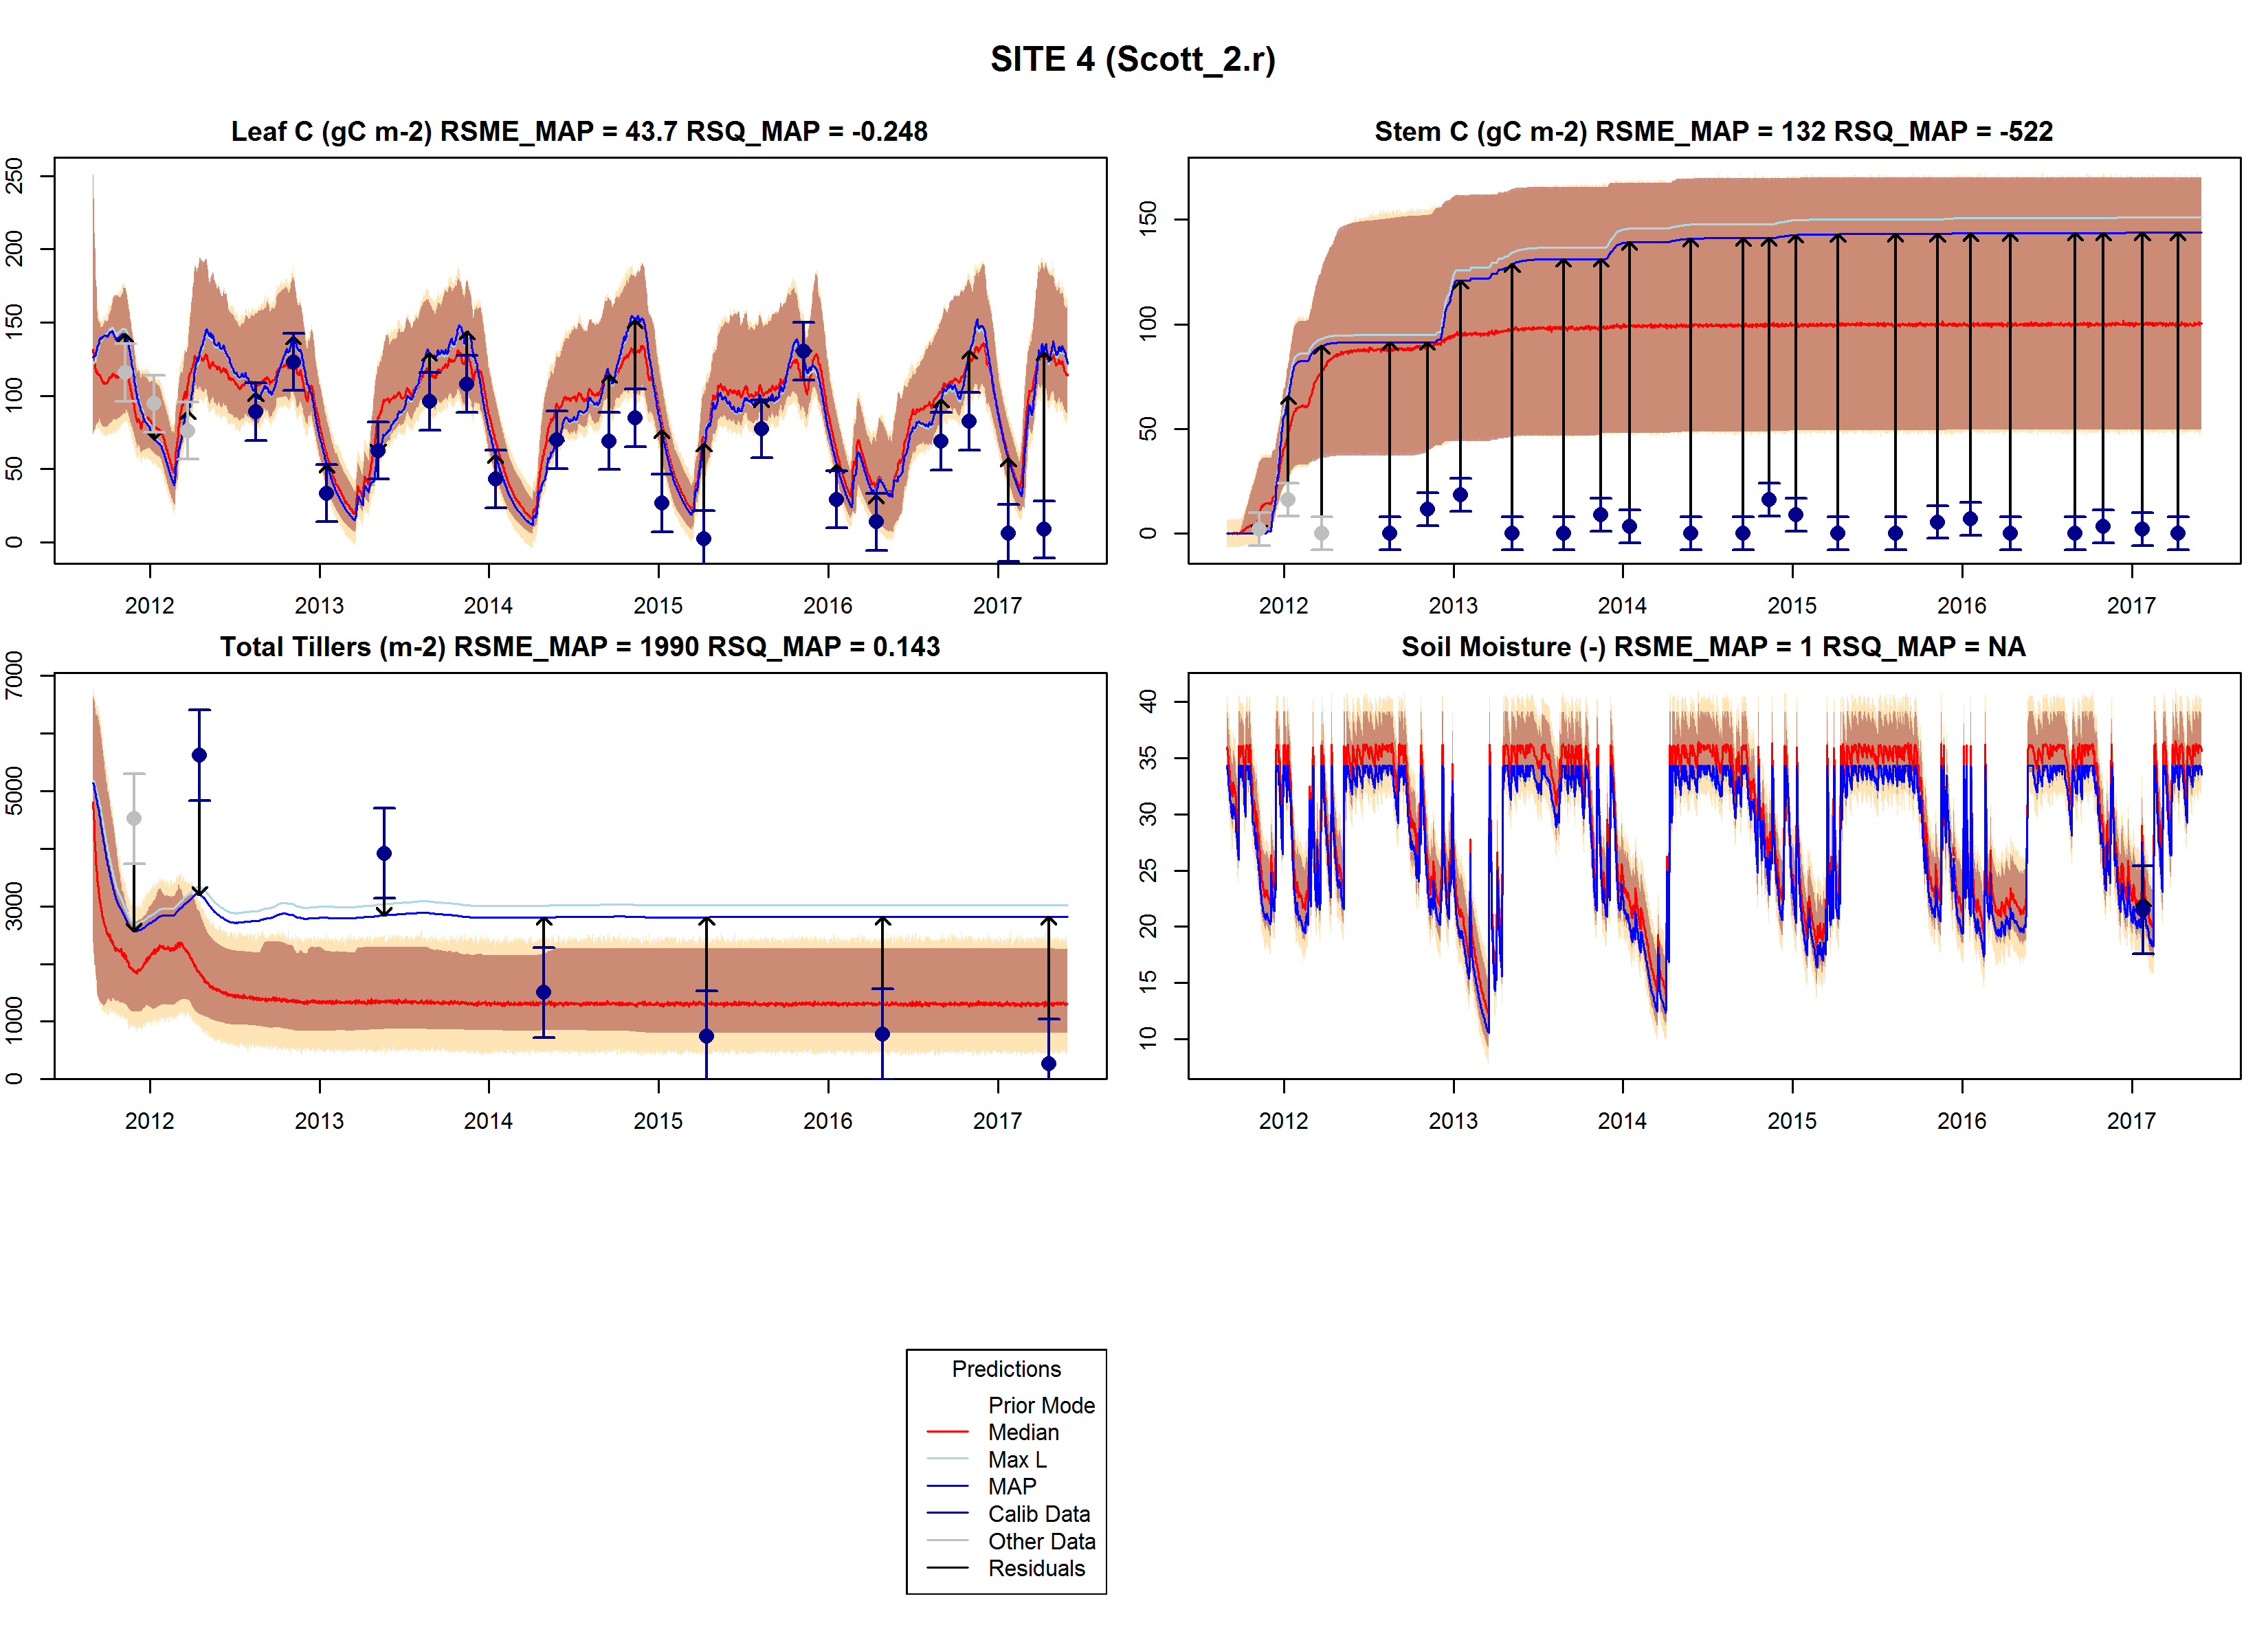 SITE 4 (Scott_2.r)
Leaf C (gC m-2) RSME_MAP = 43.7 RSQ_MAP = -0.248
250
200
150
100
50
0
2012 2013 2014 2015 2016 2017
Stem C (gC m-2) RSME_MAP = 132 RSQ_MAP = -522
150
100
50
0
2012 2013 2014 2015 2016 2017
Total Tillers (m-2) RSME_MAP = 1990 RSQ_MAP = 0.143
7000
5000
3000
1000
0
2012 2013 2014 2015 2016 2017
Soil Moisture (-) RSME_MAP = 1 RSQ_MAP = NA
40
35
30
25
20
15
10
2012 2013 2014 2015 2016 2017
Predictions
Prior Mode
Median
Max L
MAP
Calib Data
Other Data
Residuals